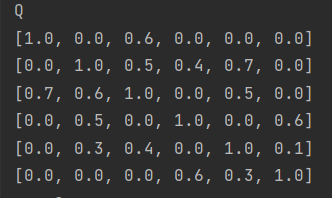 Q
[1.0, 0.0, 0.6, 0.0, 0.0, 0.0]
[0.0, 1.0, 0.5, 0.4, 0.7, 0.0]
[0.7, 0.6, 1.0, 0.0, 0.5, 0.0]
[0.0, 0.5, 0.0, 1.0, 0.0, 0.6]
[0.0, 0.3, 0.4, 0.0, 1.0, 0.1]
[0.0, 0.0, 0.0, 0.6, 0.3, 1.0]